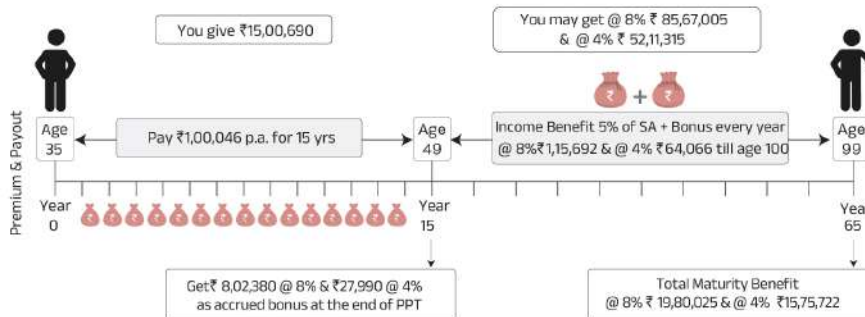 You give ₹15,00,690
You may get @ 8% ₹ 85,67,005
& @ 4% ₹ 52,11,315
Premium & Payout
Age
35
Pay ₹1,00,046 p.a. for 15 yrs
Age
49
Income Benefit 5% of SA + Bonus every year
@ 8%₹1,15,692 & @ 4% ₹64,066 till age 100
Age
99
Year
0
Year
15
Year
65
Get₹ 8,02,380 @ 8% & ₹27,990 @ 4%
as accrued bonus at the end of PPT
Total Maturity Benefit
@ 8% ₹ 19,80,025 & @ 4% ₹15,75,722